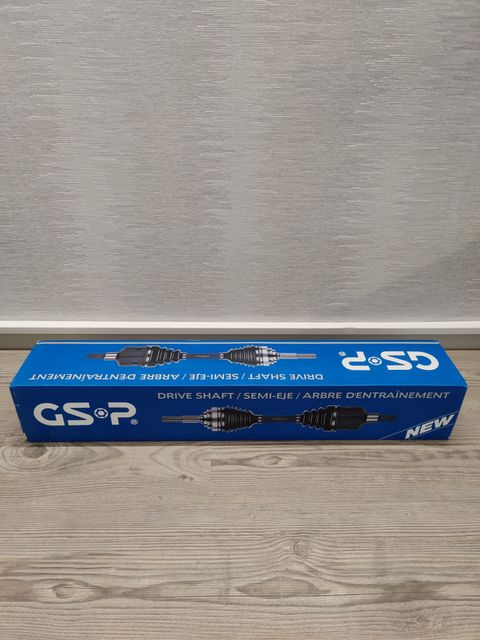 GSP®
DRIVE SHAFT / SEMI-EJE / ARBRE DENTRAÎNEMENT
GSP®
DRIVE SHAFT / SEMI-EJE / ARBRE DENTRAÎNEMENT
NEW